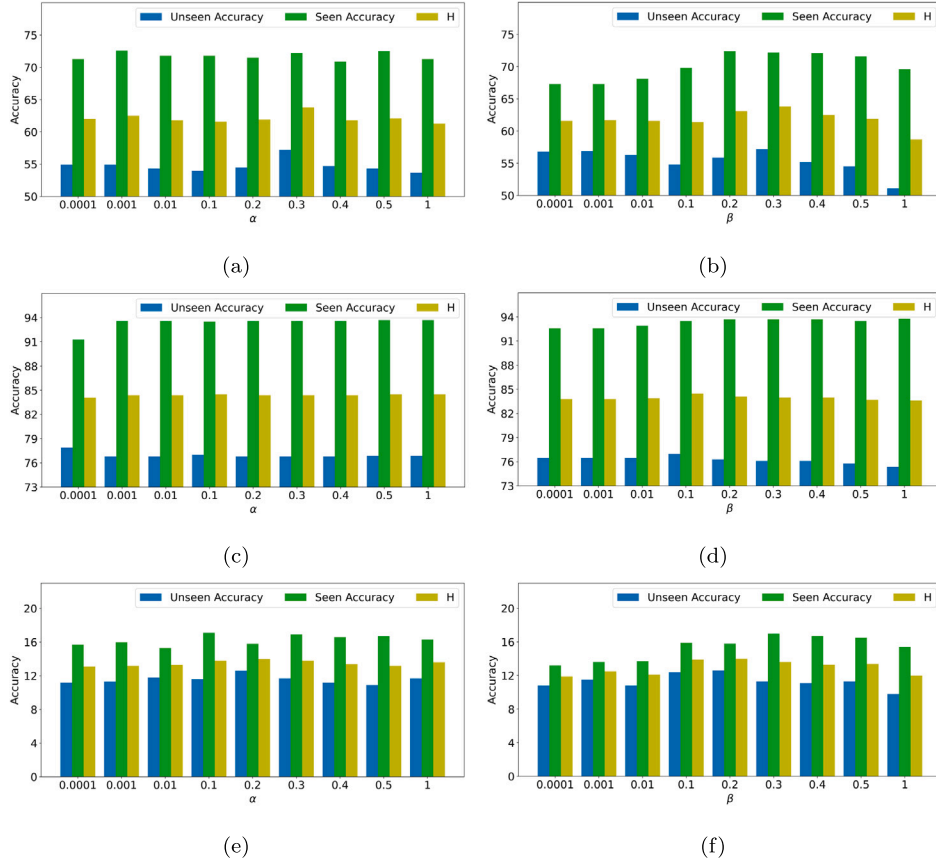 Unseen Accuracy Seen Accuracy H
Accuracy
75
70
65
60
55
50
0.0001 0.001 0.01 0.1 0.2 0.3 0.4 0.5 1
α
(a)
Unseen Accuracy Seen Accuracy H
Accuracy
75
70
65
60
55
50
0.0001 0.001 0.01 0.1 0.2 0.3 0.4 0.5 1
β
(b)
Unseen Accuracy Seen Accuracy H
Accuracy
94
91
88
85
82
79
76
73
0.0001 0.001 0.01 0.1 0.2 0.3 0.4 0.5 1
α
(c)
Unseen Accuracy Seen Accuracy H
Accuracy
94
91
88
85
82
79
76
73
0.0001 0.001 0.01 0.1 0.2 0.3 0.4 0.5 1
β
(d)
Unseen Accuracy Seen Accuracy H
Accuracy
20
16
12
8
4
0
0.0001 0.001 0.01 0.1 0.2 0.3 0.4 0.5 1
α
(e)
Unseen Accuracy Seen Accuracy H
Accuracy
20
16
12
8
4
0
0.0001 0.001 0.01 0.1 0.2 0.3 0.4 0.5 1
β
(f)